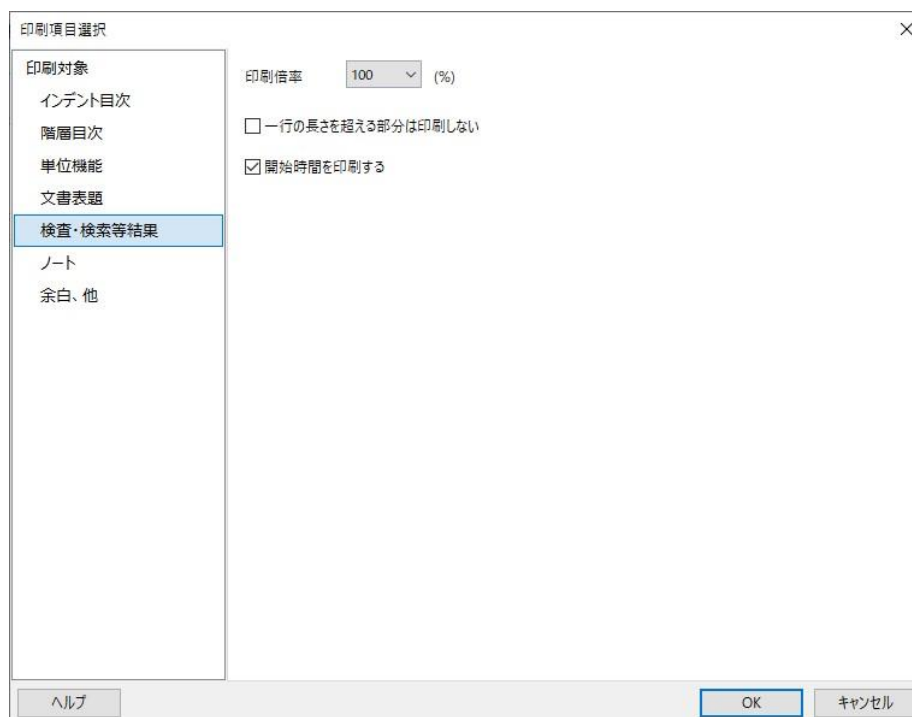 印刷項目選択
印刷対象
インデント目次
階層目次
単位機能
文書表題
検査・検索等結果
ノート
余白、他
印刷倍率 100 (%)
一行の長さを超える部分は印刷しない
開始時間を印刷する
ヘルプ
OK
キャンセル